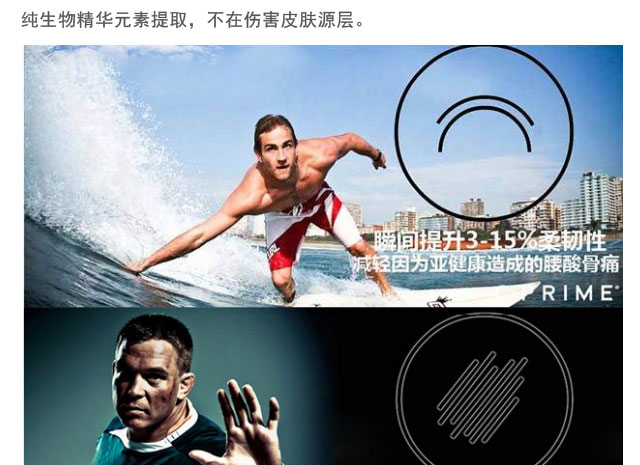 纯生物精华元素提取，不在伤害皮肤源层。
瞬间提升3-15%柔韧性
减轻因为亚健康造成的腰酸骨痛
RIME